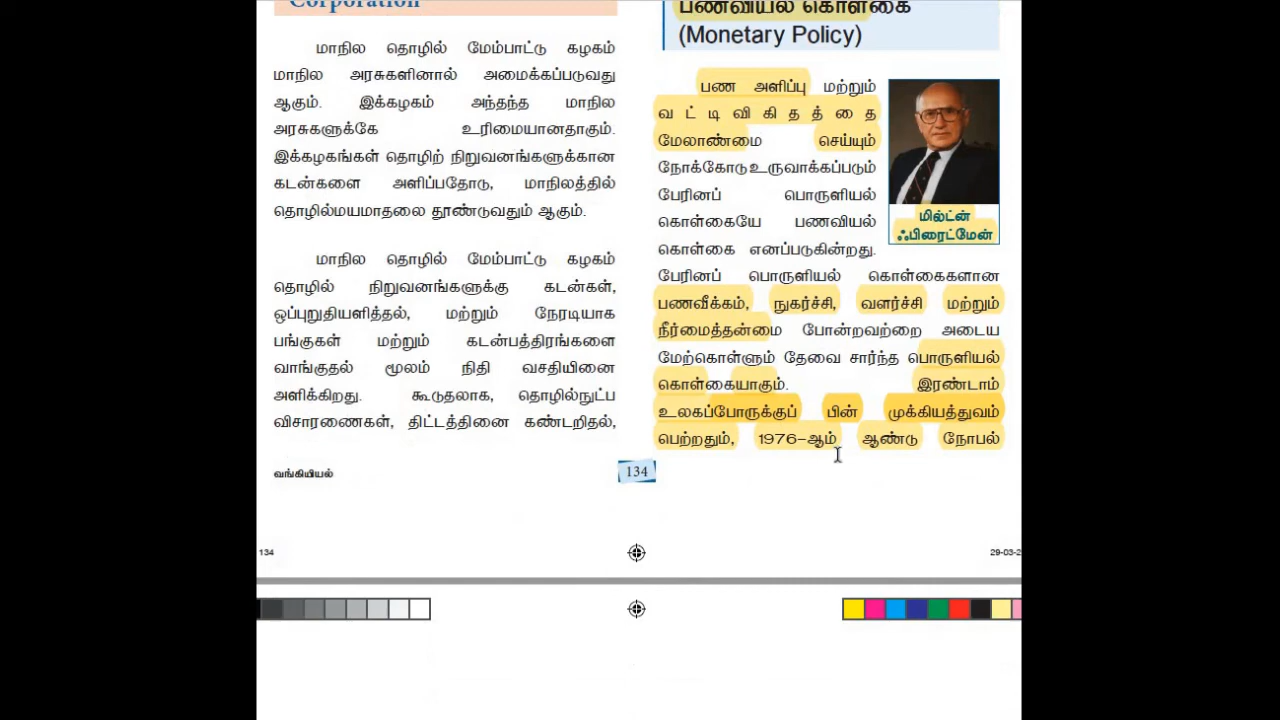 Corporation
மாநில தொழில் மேம்பாட்டு கழகம்
மாநில அரசுகளினால் அமைக்கப்படுவது
ஆகும். இக்கழகம் அந்தந்த மாநில
அரசுகளுக்கே உரிமையானதாகும்.
இக்கழகங்கள் தொழிற் நிறுவனங்களுக்கான
கடன்களை அளிப்பதோடு, மாநிலத்தில்
தொழில்மயமாதலை தூண்டுவதும் ஆகும்.
மாநில தொழில் மேம்பாட்டு கழகம்
தொழில் நிறுவனங்களுக்கு கடன்கள்,
ஒப்புறுதியளித்தல், மற்றும் நேரடியாக
பங்குகள் மற்றும் கடன்பத்திரங்களை
வாங்குதல் மூலம் நிதி வசதியினை
அளிக்கிறது. கூடுதலாக, தொழில்நுட்ப
விசாரணைகள், திட்டத்தினை கண்டறிதல்,
பணவியல் கொள்கை
(Monetary Policy)
பண அளிப்பு மற்றும்
வட்டிவிகிதத்தை
மேலாண்மை செய்யும்
நோக்கோடு உருவாக்கப்படும்
பேரினப் பொருளியல்
கொள்கையே பணவியல்
கொள்கை எனப்படுகின்றது.
மில்டன்
ஃபிரைட்மேன்
பேரினப் பொருளியல் கொள்கைகளான
பணவீக்கம், நுகர்ச்சி, வளர்ச்சி மற்றும்
நீர்மைத்தன்மை போன்றவற்றை அடைய
மேற்கொள்ளும் தேவை சார்ந்த பொருளியல்
கொள்கையாகும். இரண்டாம்
உலகப்போருக்குப் பின் முக்கியத்துவம்
பெற்றதும், 1976-ஆம் ஆண்டு நோபல்
வங்கியியல்
134
134
29-03-2